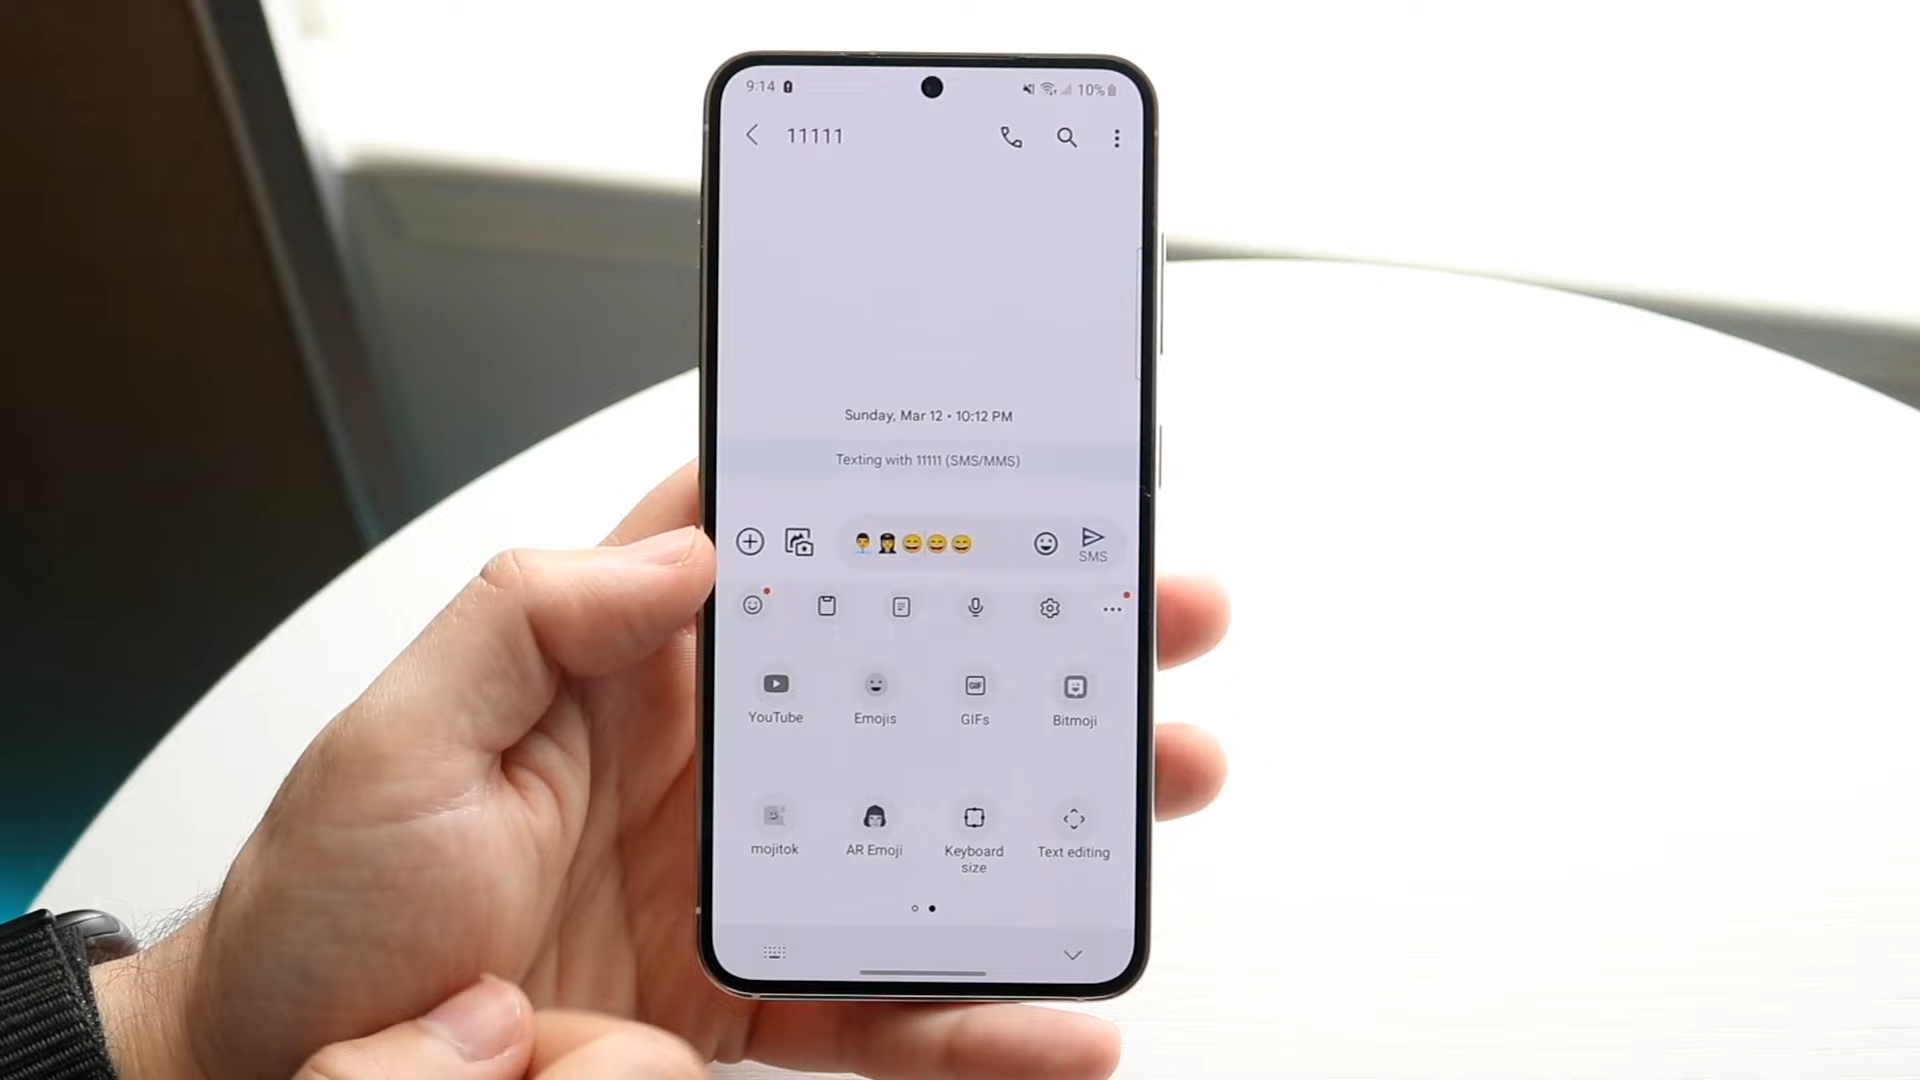 9:14 10%
11111
Sunday, Mar 12 • 10:12 PM
Texting with 11111 (SMS/MMS)
👨‍💼👩‍✈️😄😄😄
SMS
YouTube Emojis GIF GIFs Bitmoji
mojitok AR Emoji Keyboard size Text editing